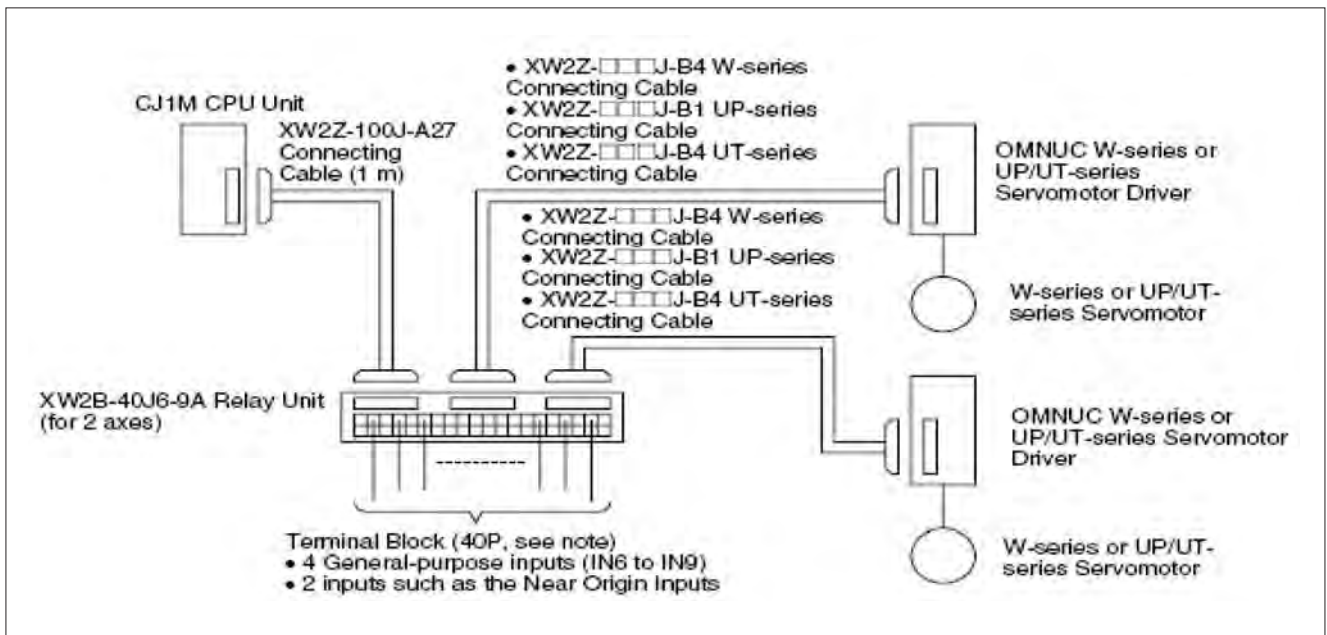 CJ1M CPU Unit
XW2Z-100J-A27
Connecting
Cable (1 m)
• XW2Z-□□□J-B4 W-series
Connecting Cable
• XW2Z-□□□J-B1 UP-series
Connecting Cable
• XW2Z-□□□J-B4 UT-series
Connecting Cable
OMNUC W-series or
UP/UT-series
Servomotor Driver
• XW2Z-□□□J-B4 W-series
Connecting Cable
• XW2Z-□□□J-B1 UP-series
Connecting Cable
• XW2Z-□□□J-B4 UT-series
Connecting Cable
W-series or UP/UT-
series Servomotor
XW2B-40J6-9A Relay Unit
(for 2 axes)
OMNUC W-series or
UP/UT-series Servomotor
Driver
Terminal Block (40P, see note)
• 4 General-purpose inputs (IN6 to IN9)
• 2 inputs such as the Near Origin Inputs
W-series or UP/UT-
series Servomotor